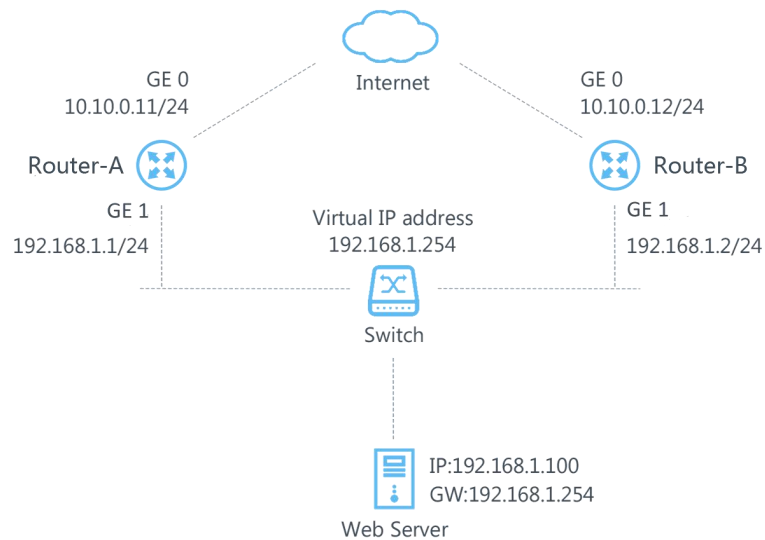 Internet
GE 0
10.10.0.11/24
GE 0
10.10.0.12/24
Router-A
Router-B
GE 1
192.168.1.1/24
Virtual IP address
192.168.1.254
GE 1
192.168.1.2/24
Switch
IP:192.168.1.100
GW:192.168.1.254
Web Server